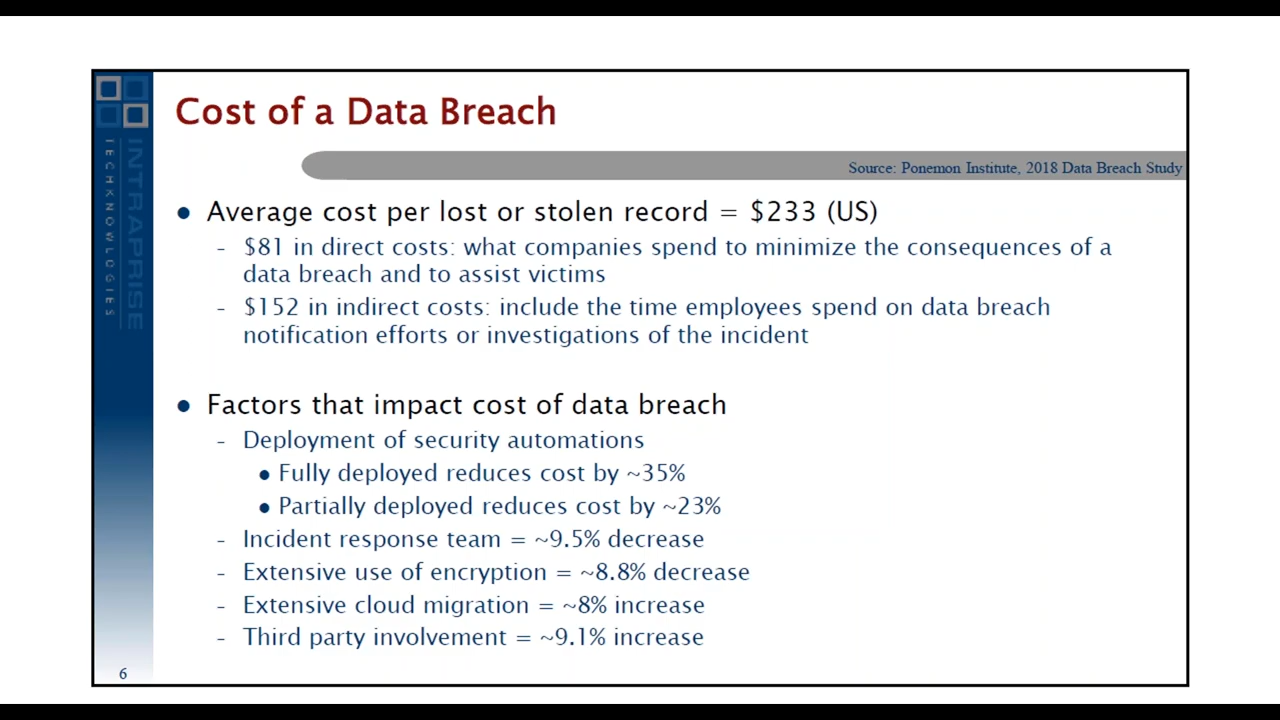 Cost of a Data Breach
Source: Ponemon Institute, 2018 Data Breach Study
INTRAPRISE
TECHKNOWLOGIES
● Average cost per lost or stolen record = $233 (US)
- $81 in direct costs: what companies spend to minimize the consequences of a
data breach and to assist victims
- $152 in indirect costs: include the time employees spend on data breach
notification efforts or investigations of the incident
● Factors that impact cost of data breach
- Deployment of security automations
● Fully deployed reduces cost by ~35%
● Partially deployed reduces cost by ~23%
- Incident response team = ~9.5% decrease
- Extensive use of encryption = ~8.8% decrease
- Extensive cloud migration = ~8% increase
- Third party involvement = ~9.1% increase
6